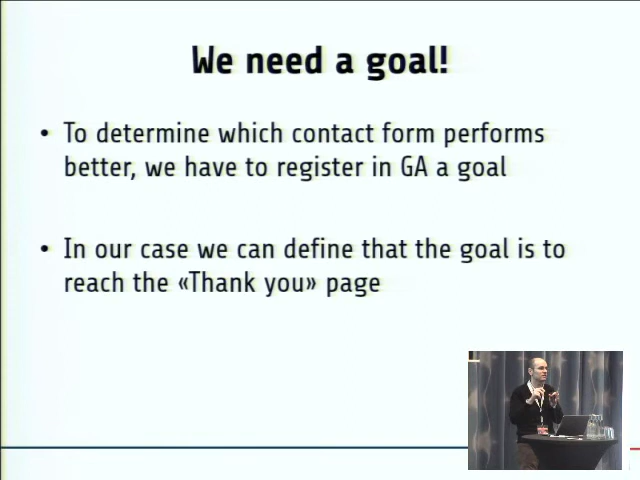 We need a goal!
• To determine which contact form performs
better, we have to register in GA a goal
• In our case we can define that the goal is to
reach the «Thank you» page